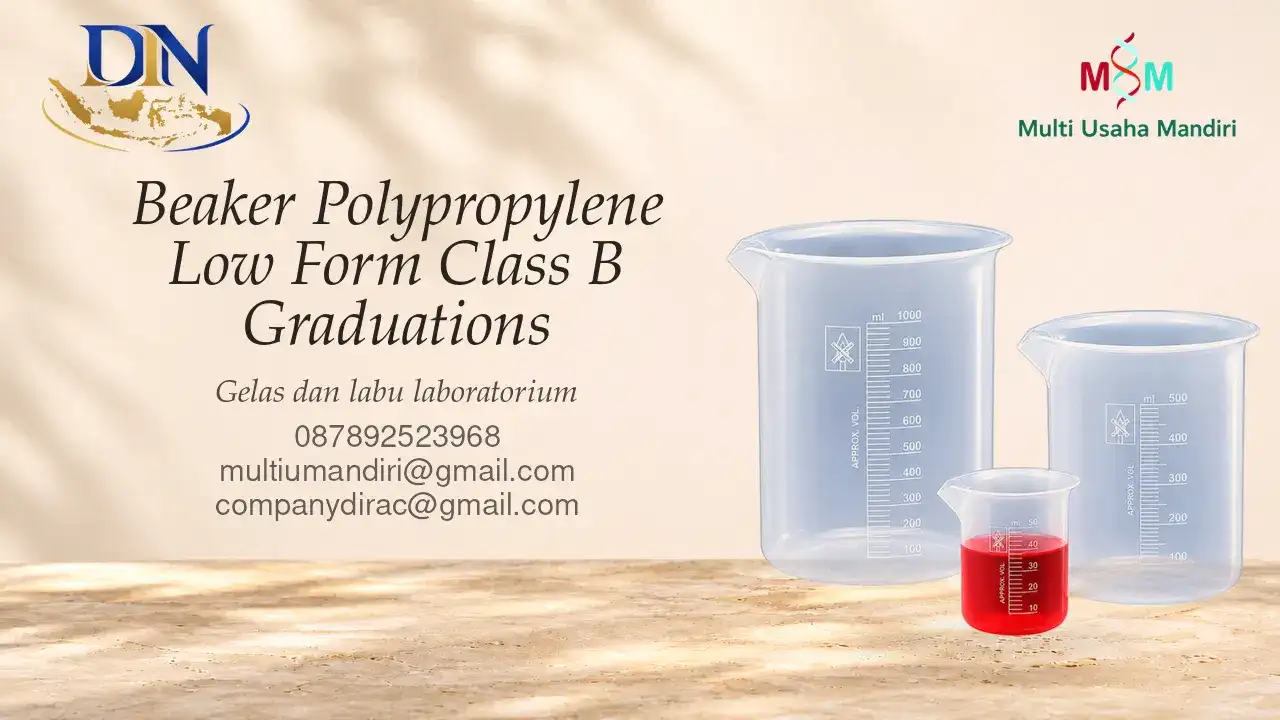 DN
MSM
Multi Usaha Mandiri
Beaker Polypropylene
Low Form Class B
Graduations
Gelas dan labu laboratorium
087892523968
multiumandiri@gmail.com
companydirac@gmail.com
ml 1000
900
800
700
600
500
400
300
200
100
APPROX. VOL.
ml 500
400
300
200
100
APPROX. VOL.
ml 50
40
30
20
10
APPROX. VOL.